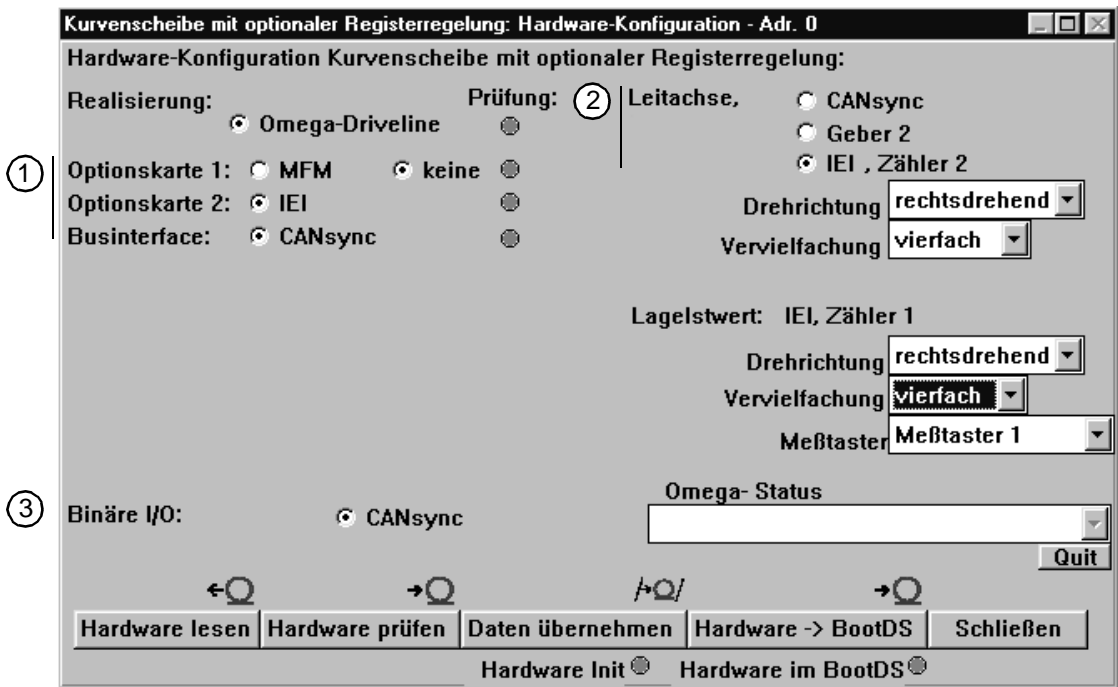 Kurvenscheibe mit optionaler Registerregelung: Hardware-Konfiguration - Adr. 0
Hardware-Konfiguration Kurvenscheibe mit optionaler Registerregelung:
Realisierung:
Prüfung:
Omega-Driveline
1
Optionskarte 1: MFM keine
Optionskarte 2: IEI
Businterface: CANsync
2
Leitachse, CANsync
Geber 2
IEI , Zähler 2
Drehrichtung rechtsdrehend
Vervielfachung vierfach
LageIstwert: IEI, Zähler 1
Drehrichtung rechtsdrehend
Vervielfachung vierfach
Meßtaster Meßtaster 1
3
Binäre I/O: CANsync
Omega- Status
Quit
Hardware lesen Hardware prüfen Daten übernehmen Hardware -> BootDS Schließen
Hardware Init Hardware im BootDS